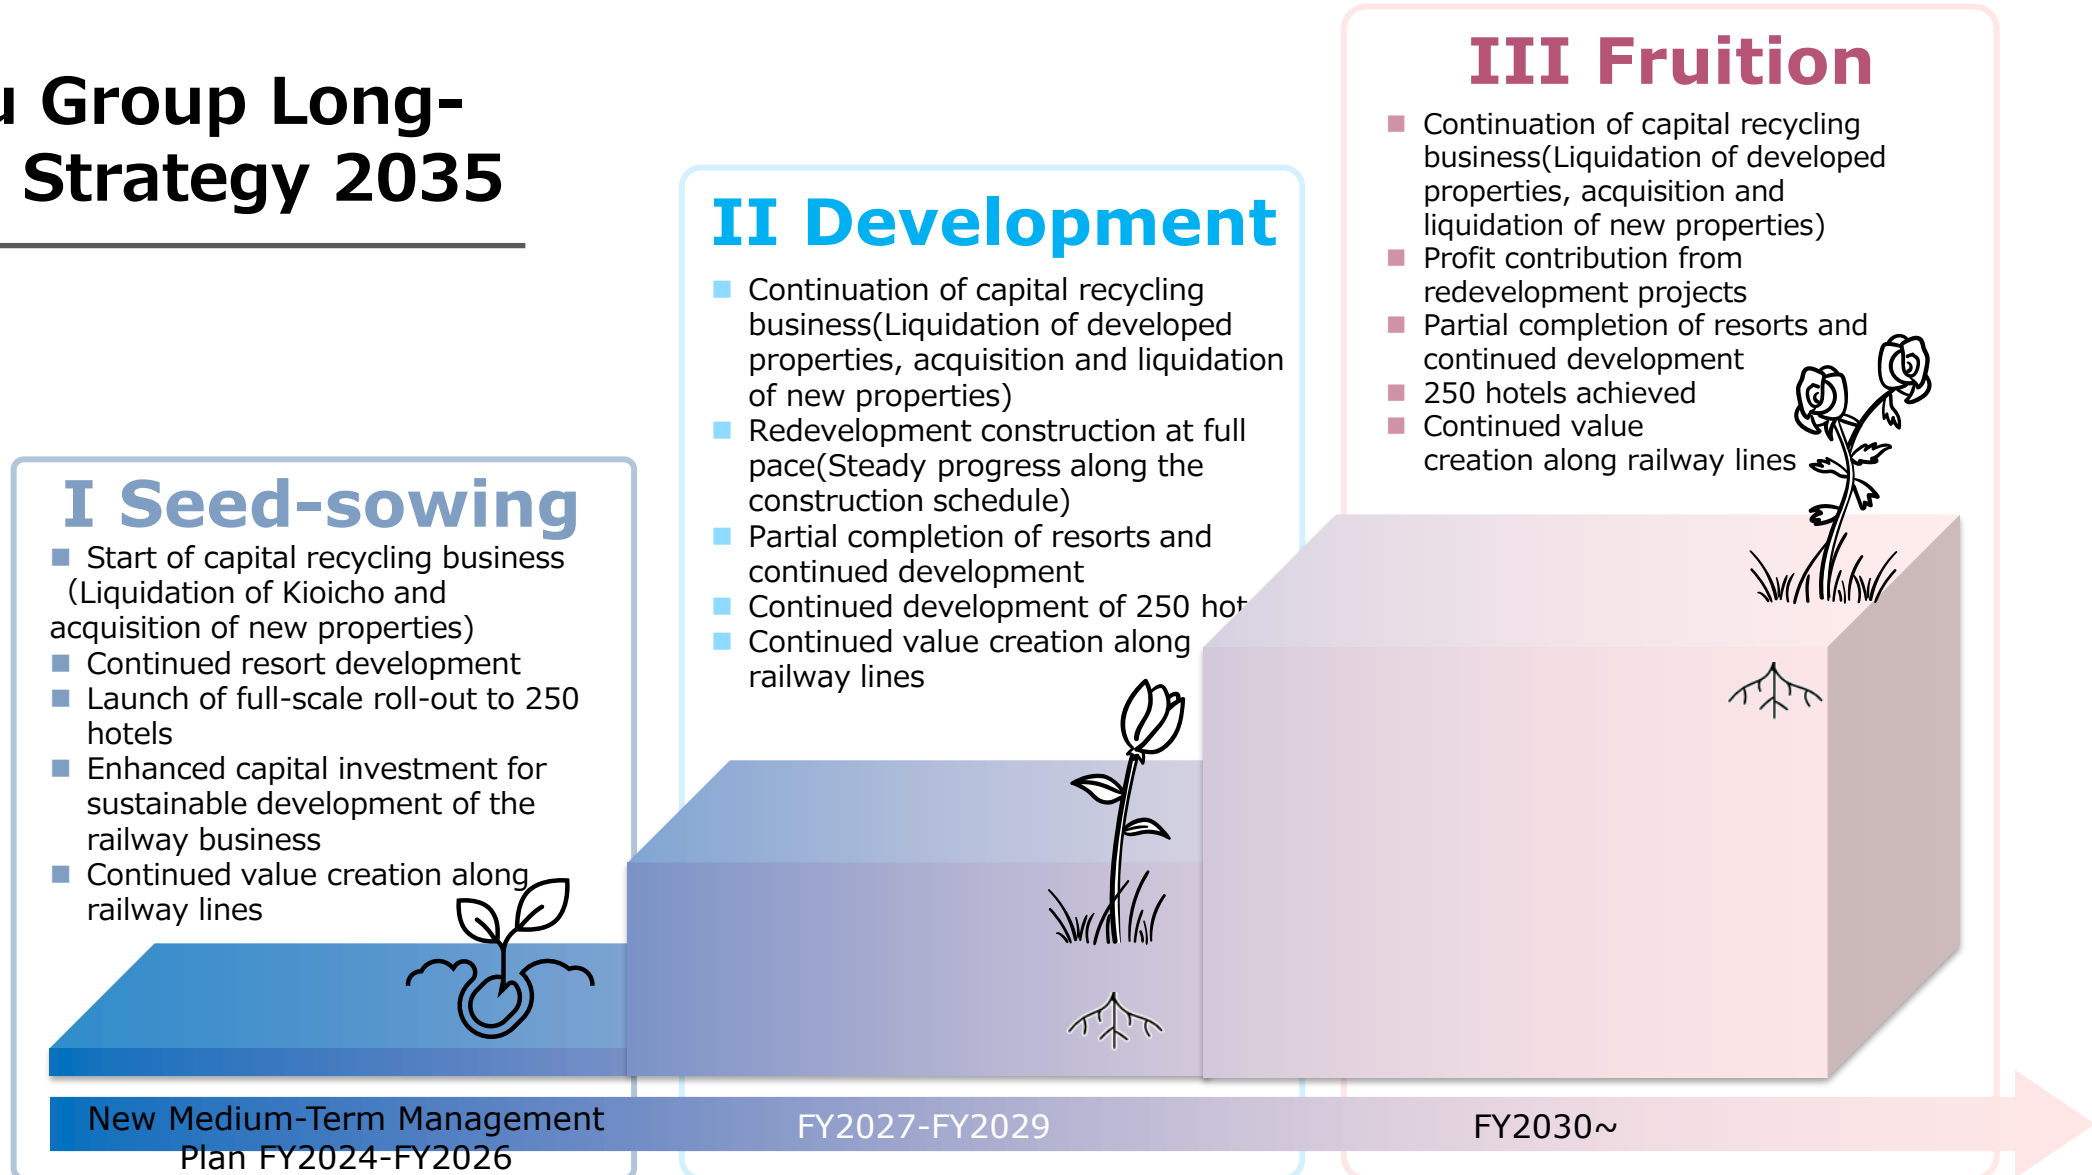 Group Long-
Strategy 2035
III Fruition
■ Continuation of capital recycling
business(Liquidation of developed
properties, acquisition and
liquidation of new properties)
■ Profit contribution from
redevelopment projects
■ Partial completion of resorts and
continued development
■ 250 hotels achieved
■ Continued value
creation along railway lines
II Development
■ Continuation of capital recycling
business(Liquidation of developed
properties, acquisition and liquidation
of new properties)
■ Redevelopment construction at full
pace(Steady progress along the
construction schedule)
■ Partial completion of resorts and
continued development
■ Continued development of 250
■ Continued value creation along
railway lines
I Seed-sowing
■ Start of capital recycling business
（Liquidation of Kioicho and
acquisition of new properties)
■ Continued resort development
■ Launch of full-scale roll-out to 250
hotels
■ Enhanced capital investment for
sustainable development of the
railway business
■ Continued value creation along
railway lines
New Medium-Term Management
Plan FY2024-FY2026
FY2027-FY2029
FY2030~